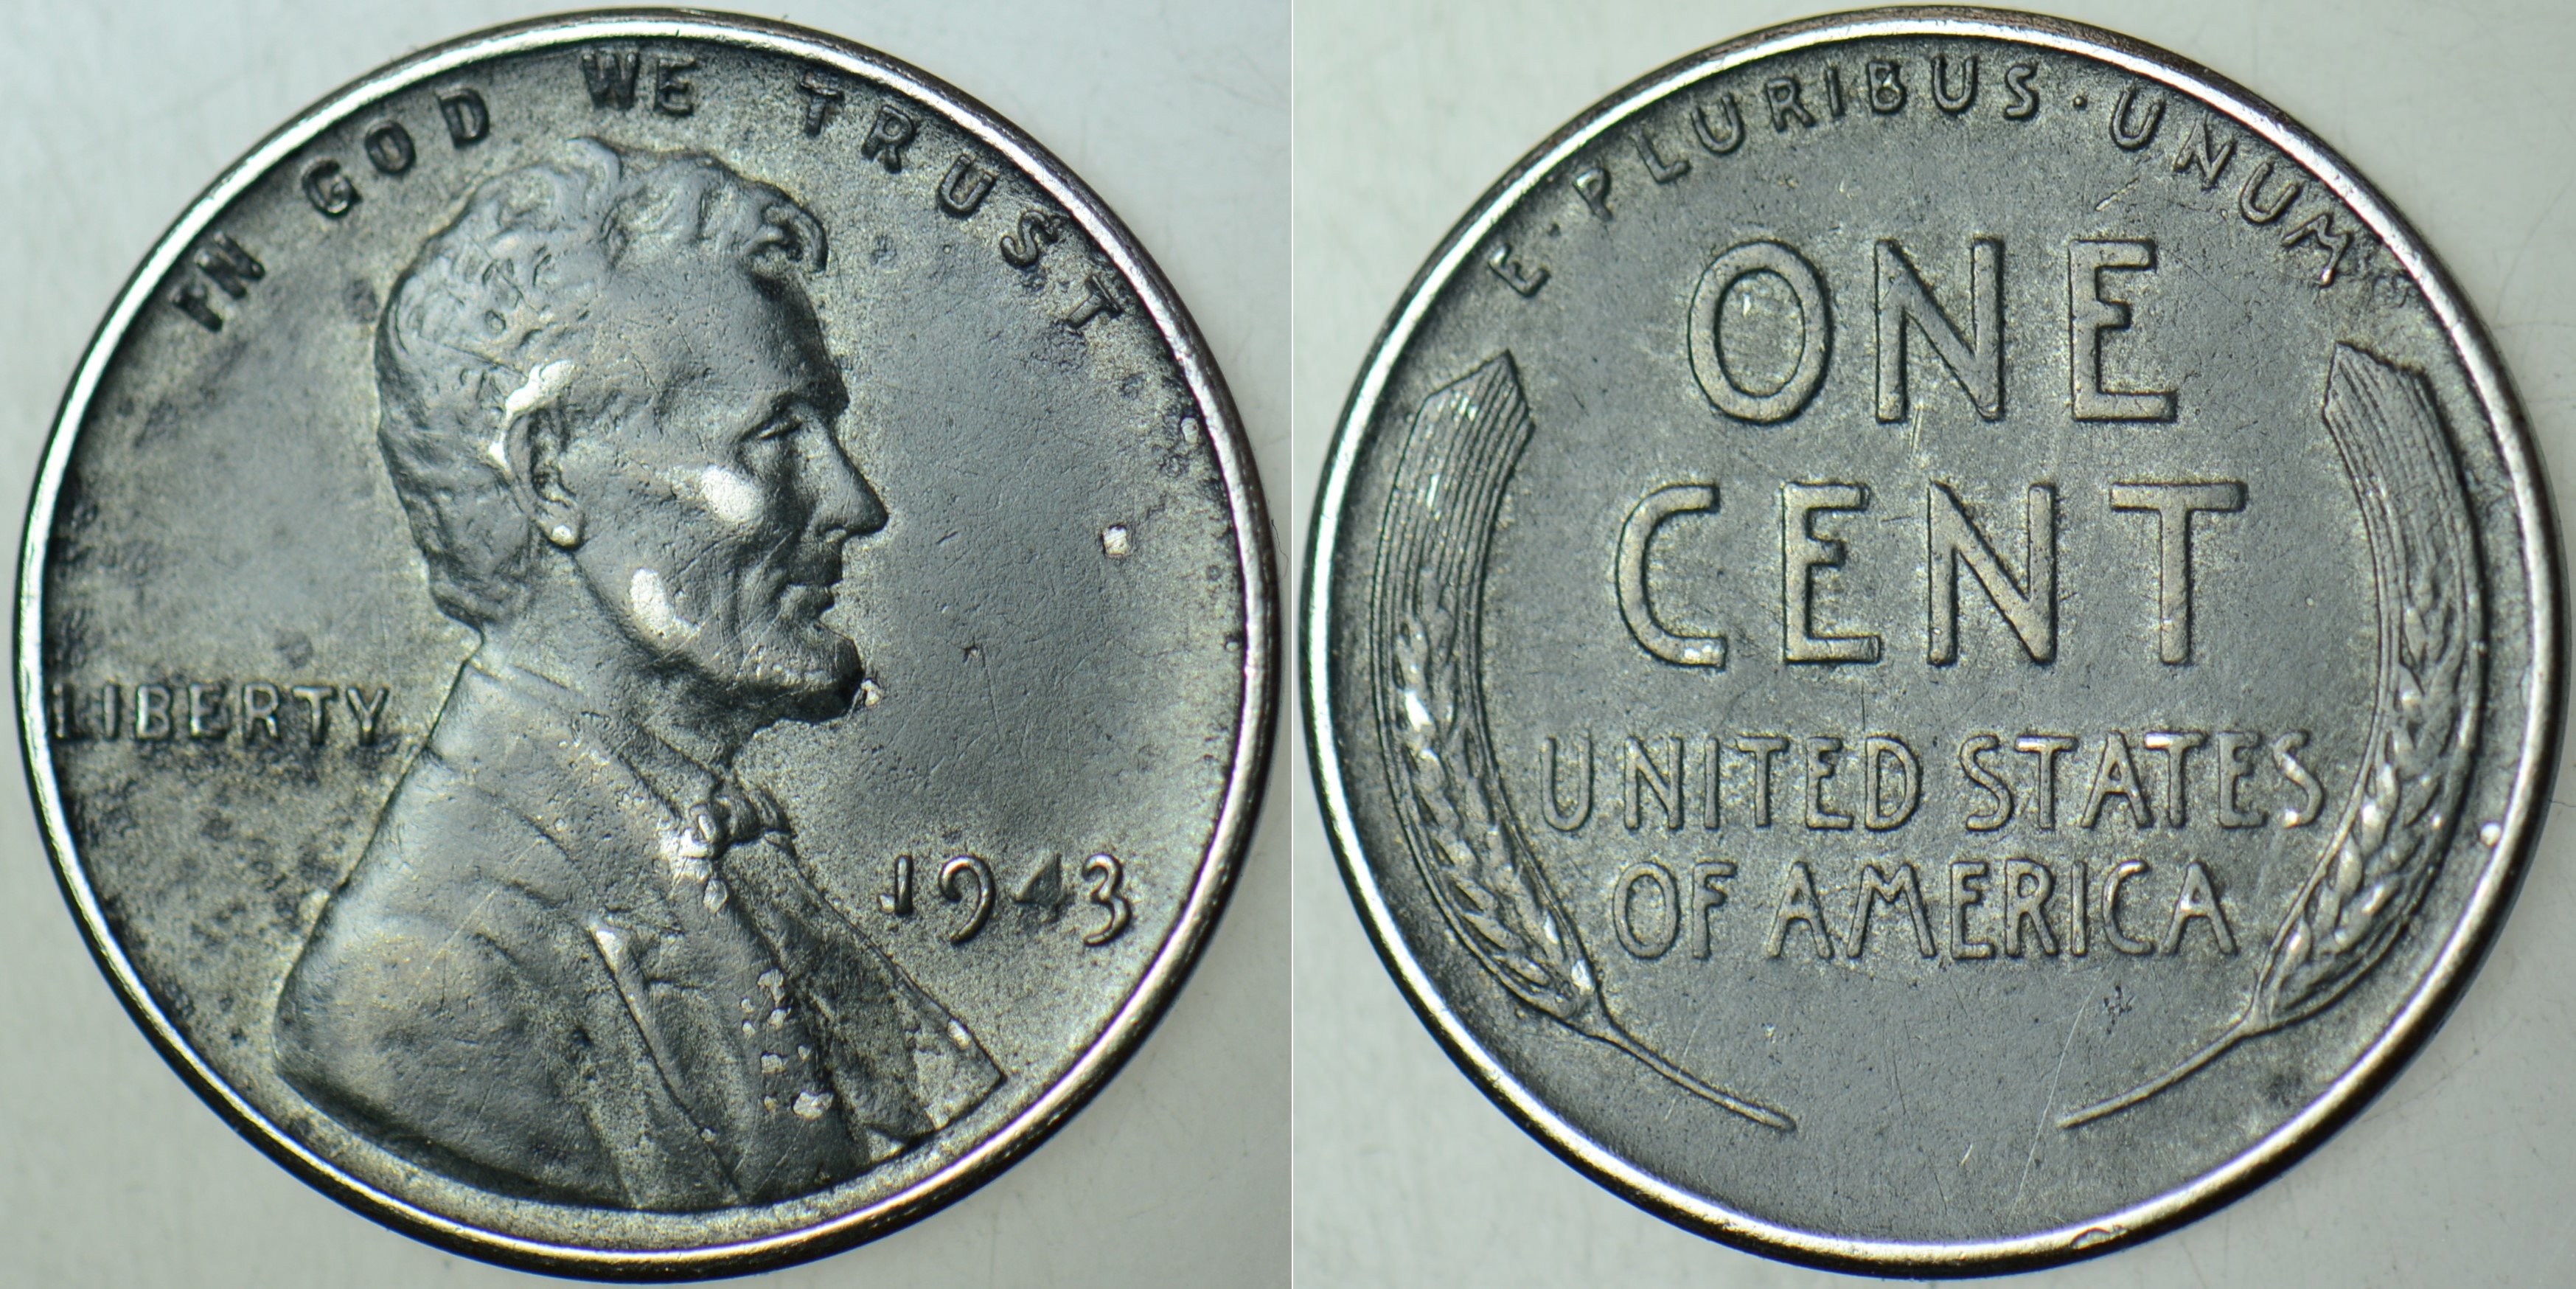 IN GOD WE TRUST
LIBERTY
1943
E·PLURIBUS·UNUM
ONE
CENT
UNITED STATES
OF AMERICA